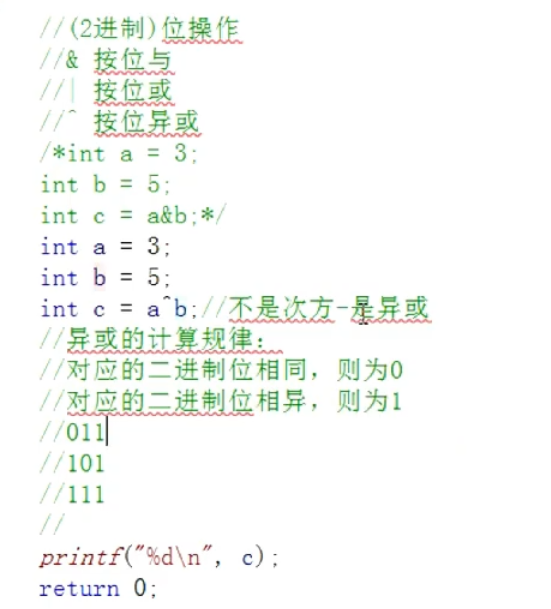 //(2进制)位操作
//& 按位与
//| 按位或
//^ 按位异或
/*int a = 3;
int b = 5;
int c = a&b;*/
int a = 3;
int b = 5;
int c = a^b;//不是次方-是异或
//异或的计算规律:
//对应的二进制位相同，则为0
//对应的二进制位相异，则为1
//011
//101
//111
//
printf("%d\n", c);
return 0;